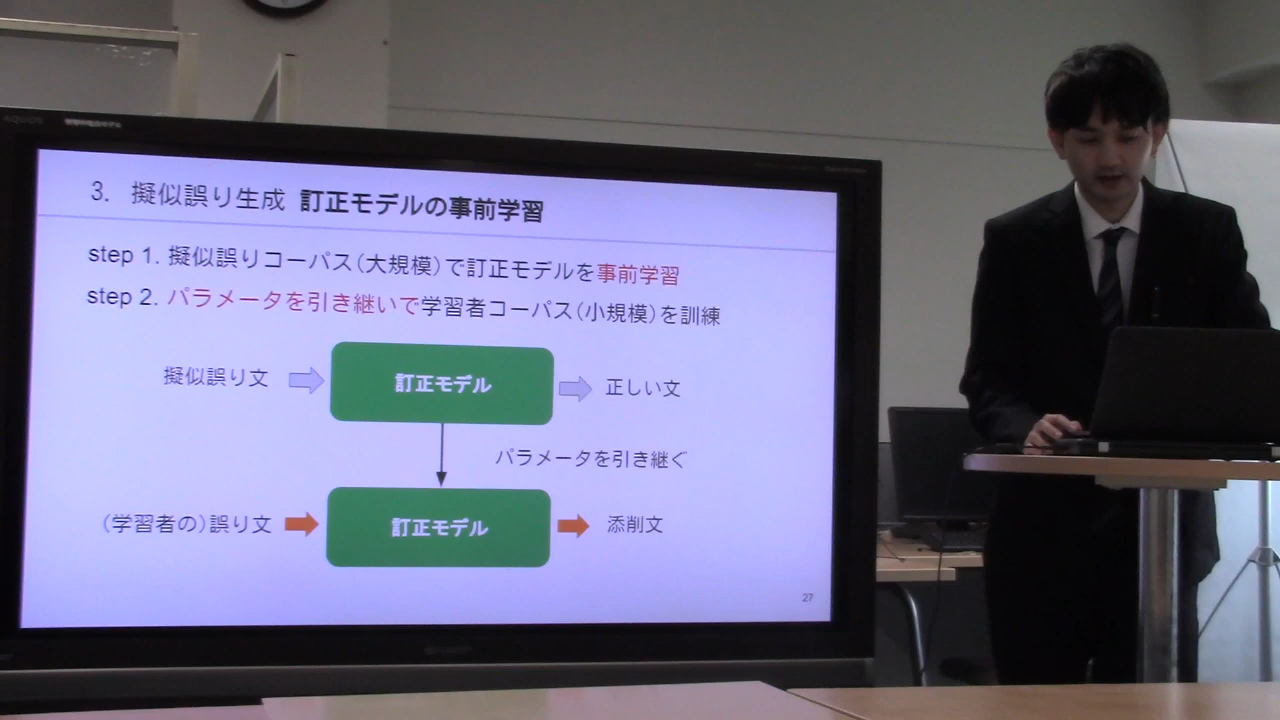 AQUOS
3. 擬似誤り生成 訂正モデルの事前学習
step 1. 擬似誤りコーパス(大規模)で訂正モデルを事前学習
step 2. パラメータを引き継いで学習者コーパス(小規模)を訓練
擬似誤り文 訂正モデル 正しい文
パラメータを引き継ぐ
(学習者の)誤り文 訂正モデル 添削文
27